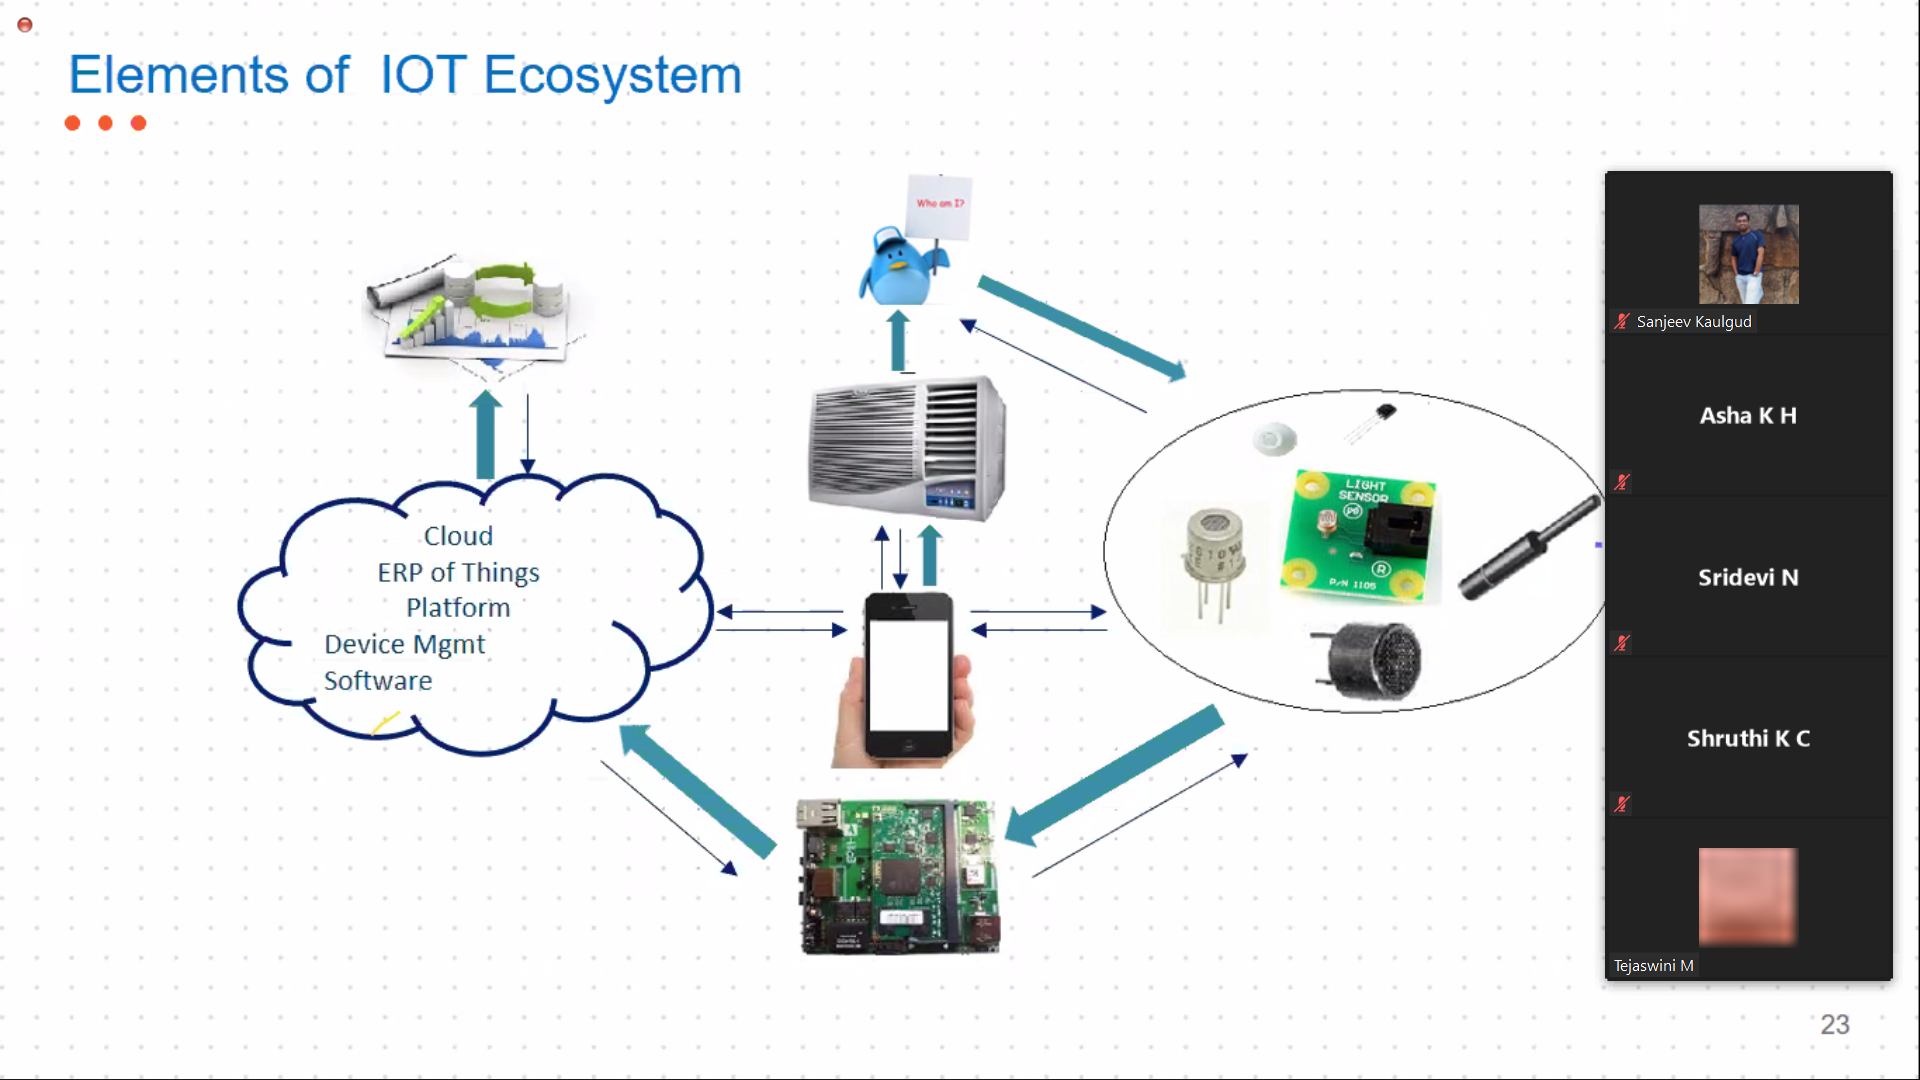 Elements of IOT Ecosystem
Who am I?
Cloud
ERP of Things
Platform
Device Mgmt
Software
LIGHT
SENSOR
P/N 1105
Sanjeev Kaulgud
Asha K H
Sridevi N
Shruthi K C
Tejaswini M
23